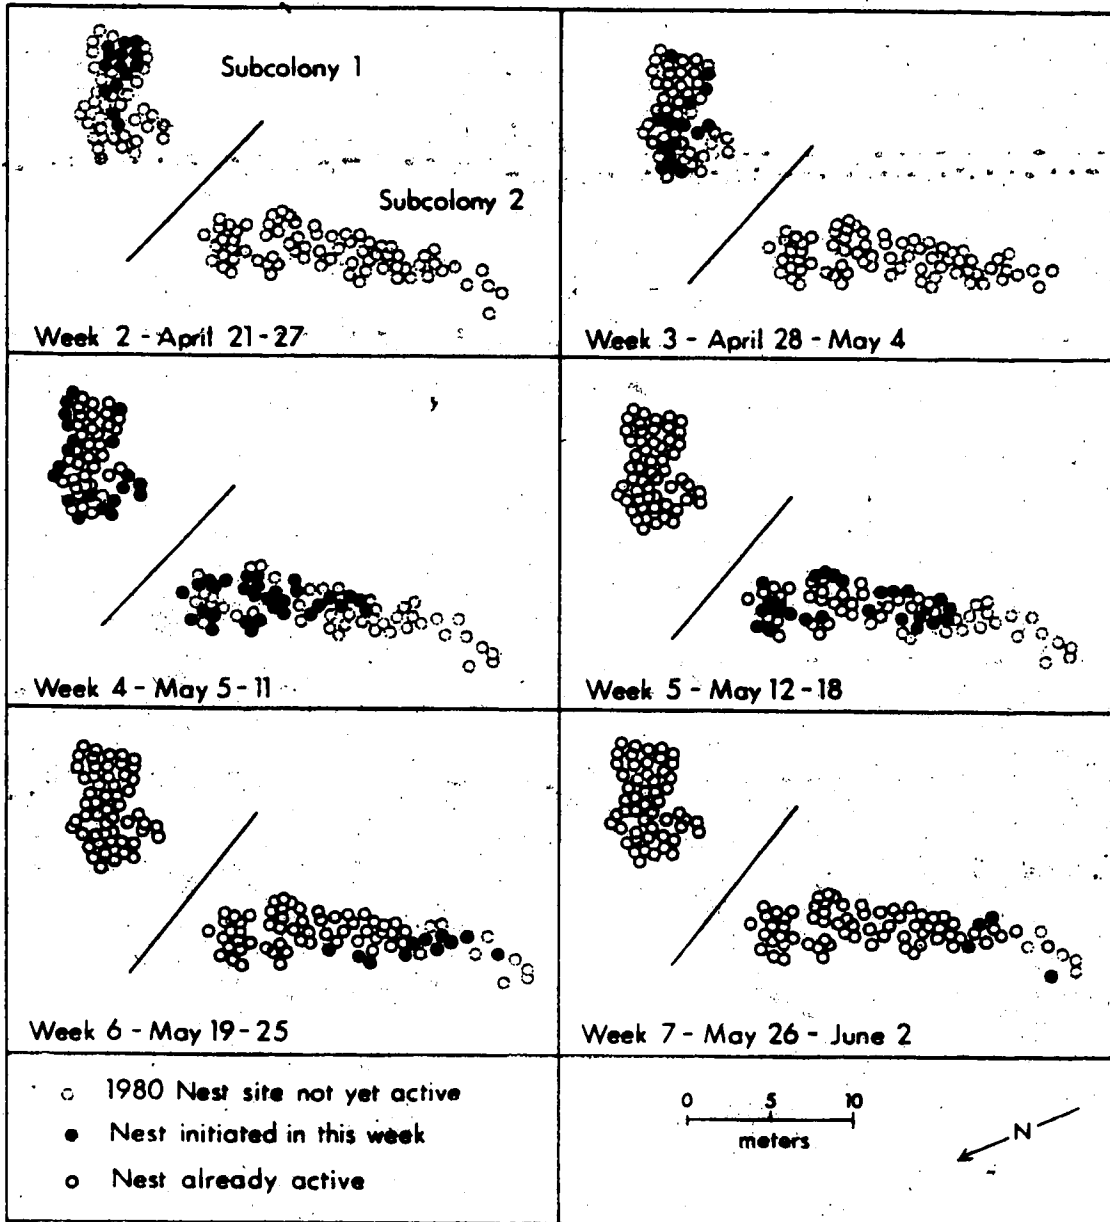 Subcolony 1
Subcolony 2
Week 2 - April 21-27
Week 3 - April 28 - May 4
Week 4 - May 5-11
Week 5 - May 12-18
Week 6 - May 19-25
Week 7 - May 26 - June 2
1980 Nest site not yet active
Nest initiated in this week
Nest already active
0 5 10
meters
N